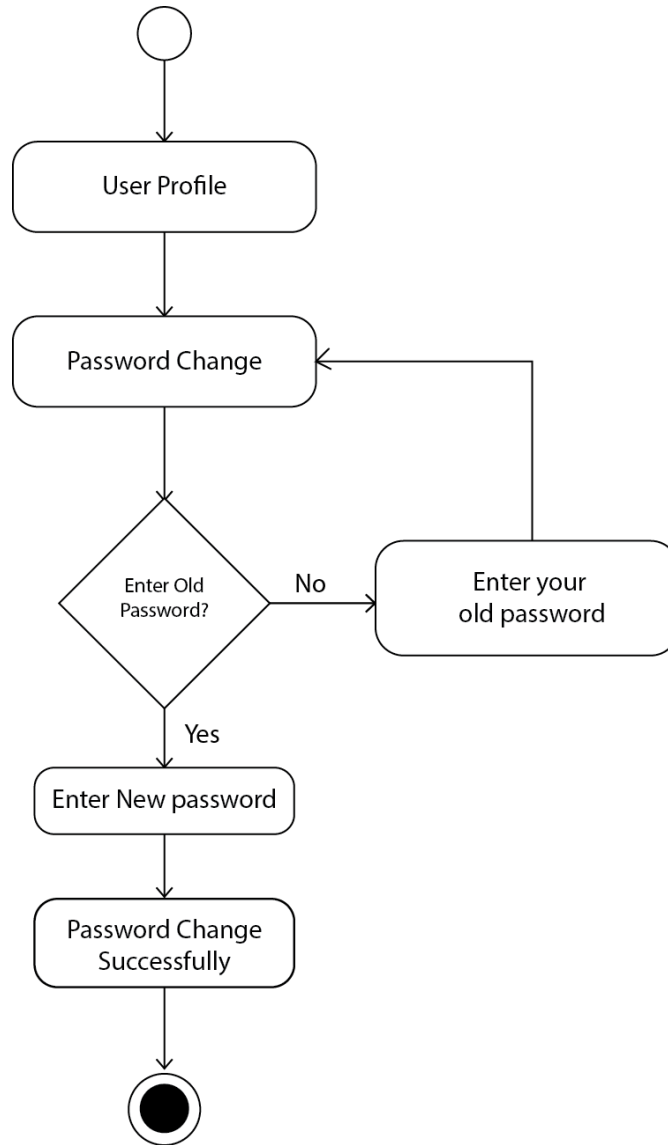 User Profile
Password Change
Enter Old
Password?
No
Enter your
old password
Yes
Enter New password
Password Change
Successfully